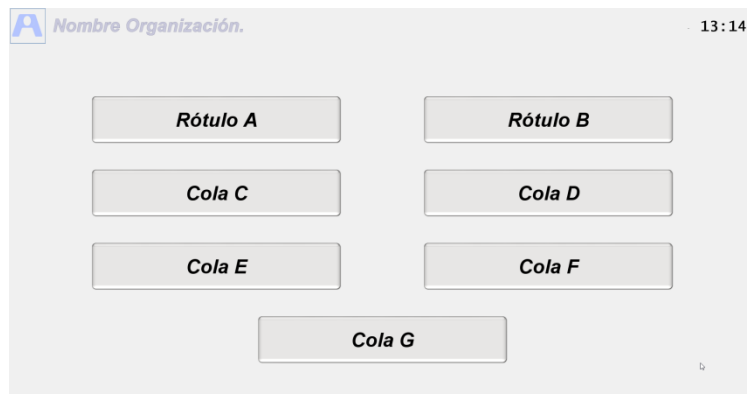 Nombre Organización.
13:14
Rótulo A
Rótulo B
Cola C
Cola D
Cola E
Cola F
Cola G